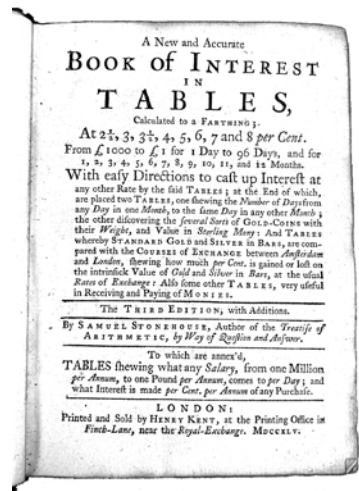 A New and Accurate
BOOK OF INTEREST
IN
TABLES,
Calculated to a FARTHING;
At 2½, 3, 3½, 4, 5, 6, 7 and 8 per Cent.
From £1000 to £1 for 1 Day to 96 Days, and for
1, 2, 3, 4, 5, 6, 7, 8, 9, 10, 11, and 12 Months.
With easy Directions to caſt up Intereſt at
any other Rate by the ſaid TABLES; at the End of which,
are placed two TABLES, one ſhewing the Number of Days from
any Day in one Month, to the ſame Day in any other Month;
the other diſcovering the ſeveral Sorts of GOLD-COINS with
their Weight, and Value in Sterling Mony: And TABLES
whereby STANDARD GOLD and SILVER in BARS, are com-
pared with the COURSES of EXCHANGE between Amſterdam
and London, ſhewing how much per Cent. is gained or loſt on
the intrinſick Value of Gold and Silver in Bars, at the uſual
Rates of Exchange: Alſo ſome other TABLES, very uſeful
in Receiving and Paying of MONIES.
The THIRD EDITION, with Additions.
By SAMUEL STONEHOUSE, Author of the Treatiſe of
ARITHMETIC, by Way of Queſtion and Anſwer.
To which are annex'd,
TABLES ſhewing what any Salary, from one Million
per Annum, to one Pound per Annum, comes to per Day; and
what Intereſt is made per Cent. per Annum of any Purchaſe.
LONDON:
Printed and Sold by HENRY KENT, at the Printing Office in
Finch-Lane, near the Royal-Exchange. MDCCXLV.